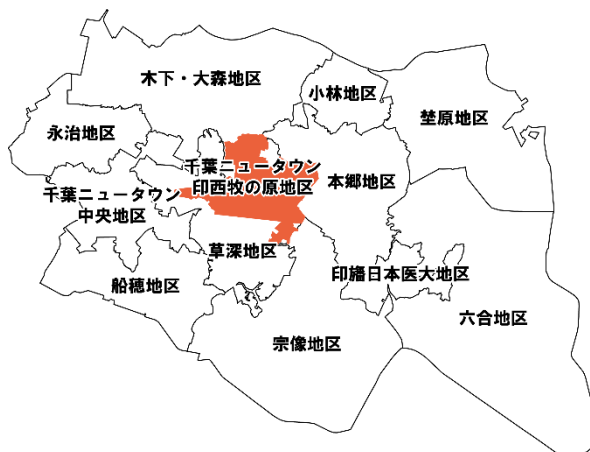 木下・大森地区
小林地区
埜原地区
永治地区
千葉ニュータウン
印西牧の原地区
本郷地区
千葉ニュータウン
中央地区
草深地区
印旛日本医大地区
船穂地区
六合地区
宗像地区